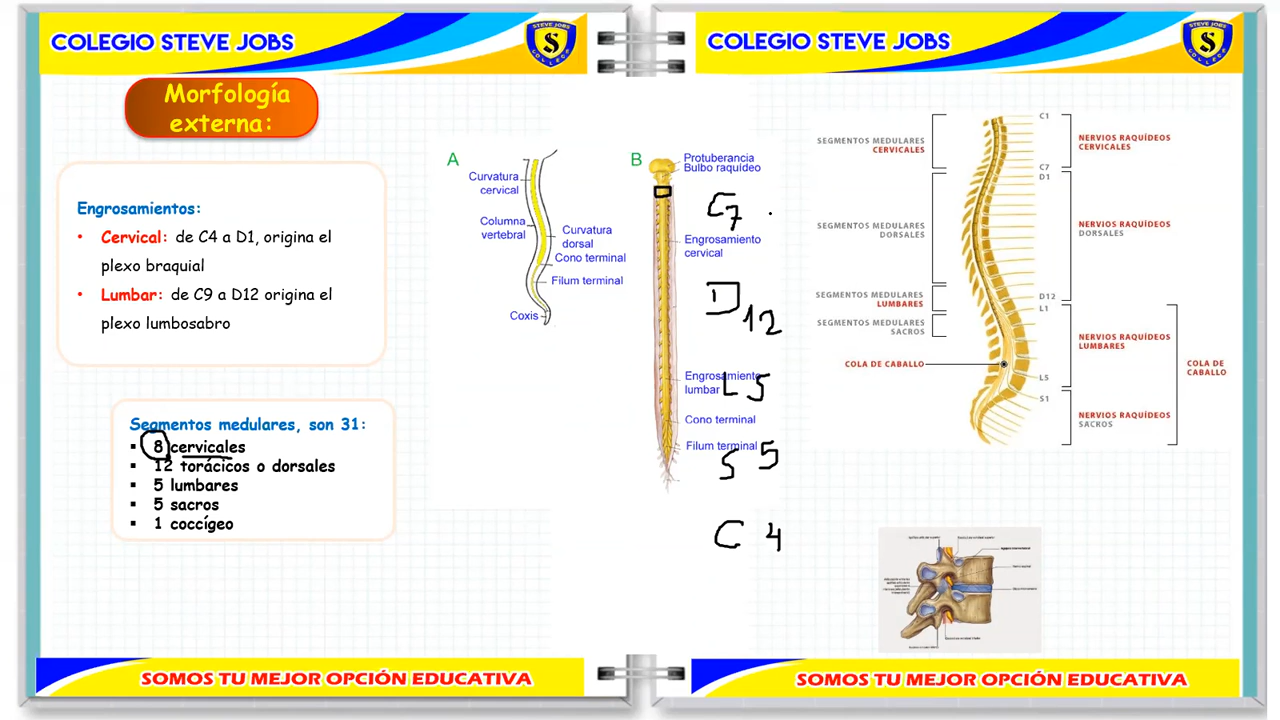 COLEGIO STEVE JOBS
S
COLLEGE
Morfología
externa:
Engrosamientos:
• Cervical: de C4 a D1, origina el
plexo braquial
• Lumbar: de C9 a D12 origina el
plexo lumbosabro
Segmentos medulares, son 31:
▪ 8 cervicales
▪ 12 torácicos o dorsales
▪ 5 lumbares
▪ 5 sacros
▪ 1 coccígeo
A
Curvatura
cervical
Columna
vertebral
Curvatura
dorsal
Cono terminal
Filum terminal
Coxis
B
Protuberancia
Bulbo raquídeo
C7
Engrosamiento
cervical
D12
Engrosamiento
lumbar
L5
Cono terminal
Filum terminal
S5
C4
SOMOS TU MEJOR OPCIÓN EDUCATIVA
COLEGIO STEVE JOBS
S
COLLEGE
SEGMENTOS MEDULARES
CERVICALES
SEGMENTOS MEDULARES
DORSALES
SEGMENTOS MEDULARES
LUMBARES
SEGMENTOS MEDULARES
SACROS
COLA DE CABALLO
C1
C7
D1
D12
L1
L5
S1
NERVIOS RAQUÍDEOS
CERVICALES
NERVIOS RAQUÍDEOS
DORSALES
NERVIOS RAQUÍDEOS
LUMBARES
NERVIOS RAQUÍDEOS
SACROS
COLA DE
CABALLO
SOMOS TU MEJOR OPCIÓN EDUCATIVA